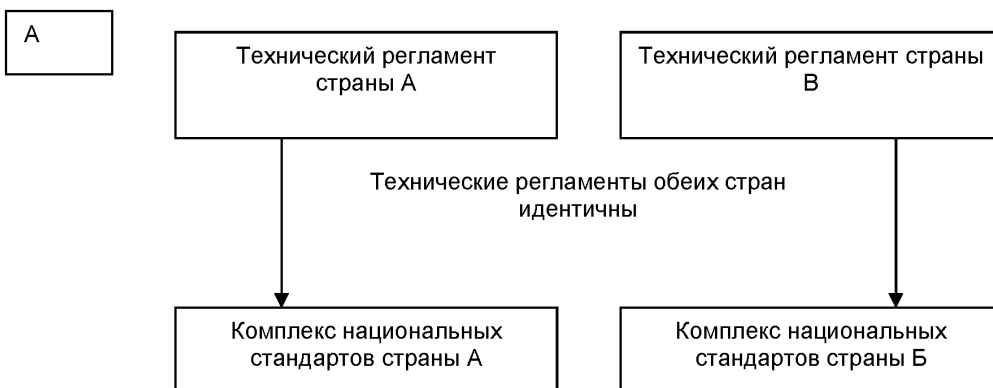 А
Технический регламент
страны А
Технический регламент страны
В
Технические регламенты обеих стран
идентичны
Комплекс национальных
стандартов страны А
Комплекс национальных
стандартов страны Б